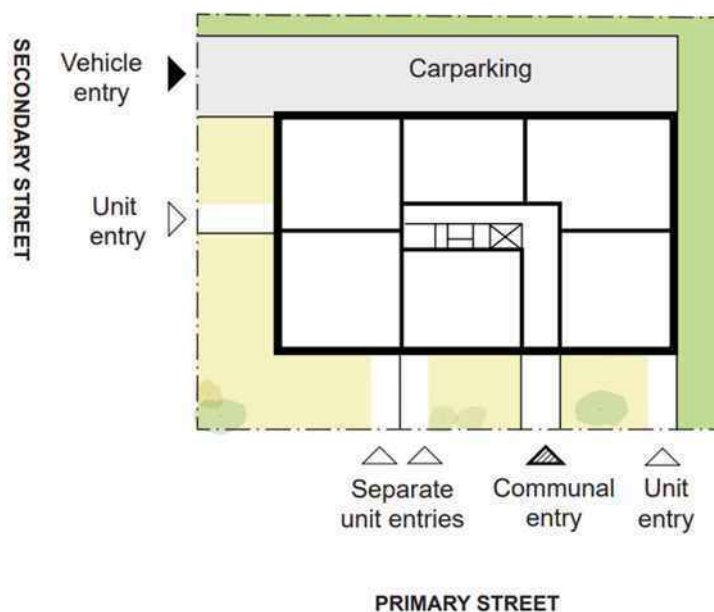 SECONDARY STREET
Vehicle
entry
Carparking
Unit
entry
Separate
unit entries
Communal
entry
Unit
entry
PRIMARY STREET